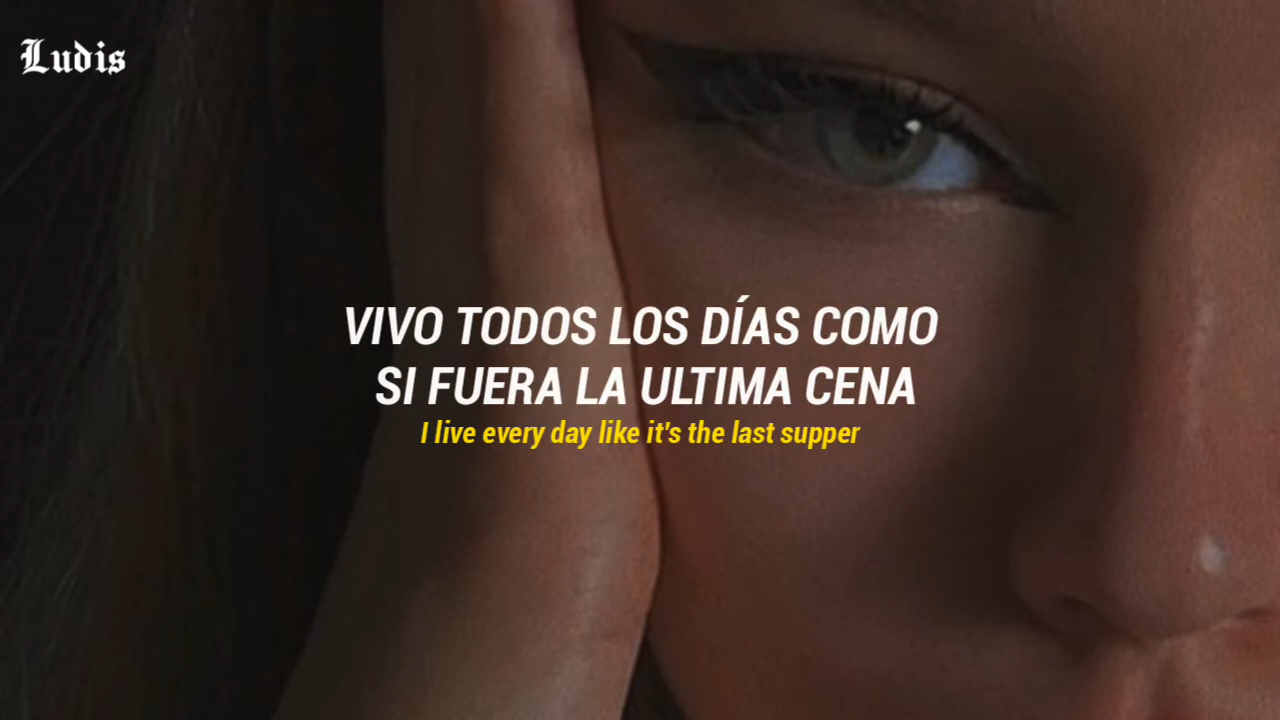 Ludis
VIVO TODOS LOS DÍAS COMO
SI FUERA LA ULTIMA CENA
I live every day like it's the last supper